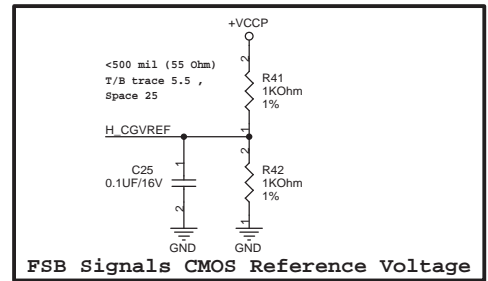 +VCCP
<500 mil (55 Ohm)
T/B trace 5.5 ,
Space 25
2
R41
1KOhm
1%
1
H_CGVREF
1
C25
0.1UF/16V
2
2
R42
1KOhm
1%
1
GND
GND
FSB Signals CMOS Reference Voltage